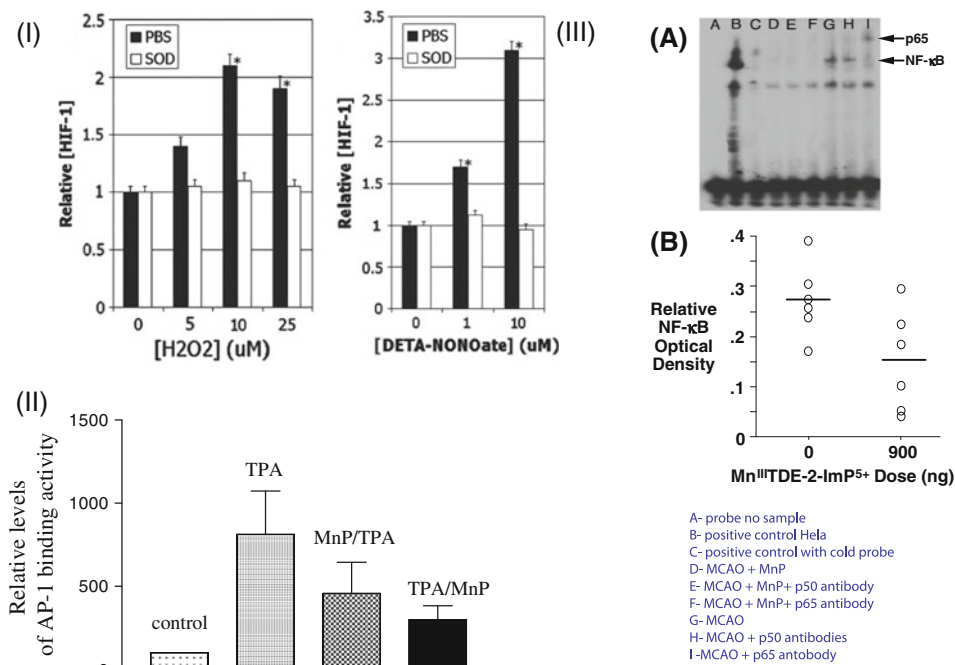 (I)
PBS
SOD
Relative [HIF-1]
2.5
2
1.5
1
0.5
0
*
*
0 5 10 25
[H2O2] (uM)
(III)
PBS
SOD
Relative [HIF-1]
3.5
3
2.5
2
1.5
1
0.5
0
*
*
0 1 10
[DETA-NONOate] (uM)
(II)
Relative levels
of AP-1 binding activity
1500
1000
500
0
control
TPA
MnP/TPA
TPA/MnP
(A)
A B C D E F G H I
p65
NF-κB
(B)
Relative
NF-κB
Optical
Density
.4
.3
.2
.1
0
0 900
MnIIITDE-2-ImP5+ Dose (ng)
A- probe no sample
B- positive control Hela
C- positive control with cold probe
D- MCAO + MnP
E- MCAO + MnP+ p50 antibody
F- MCAO + MnP+ p65 antibody
G- MCAO
H- MCAO + p50 antibodies
I -MCAO + p65 antobody